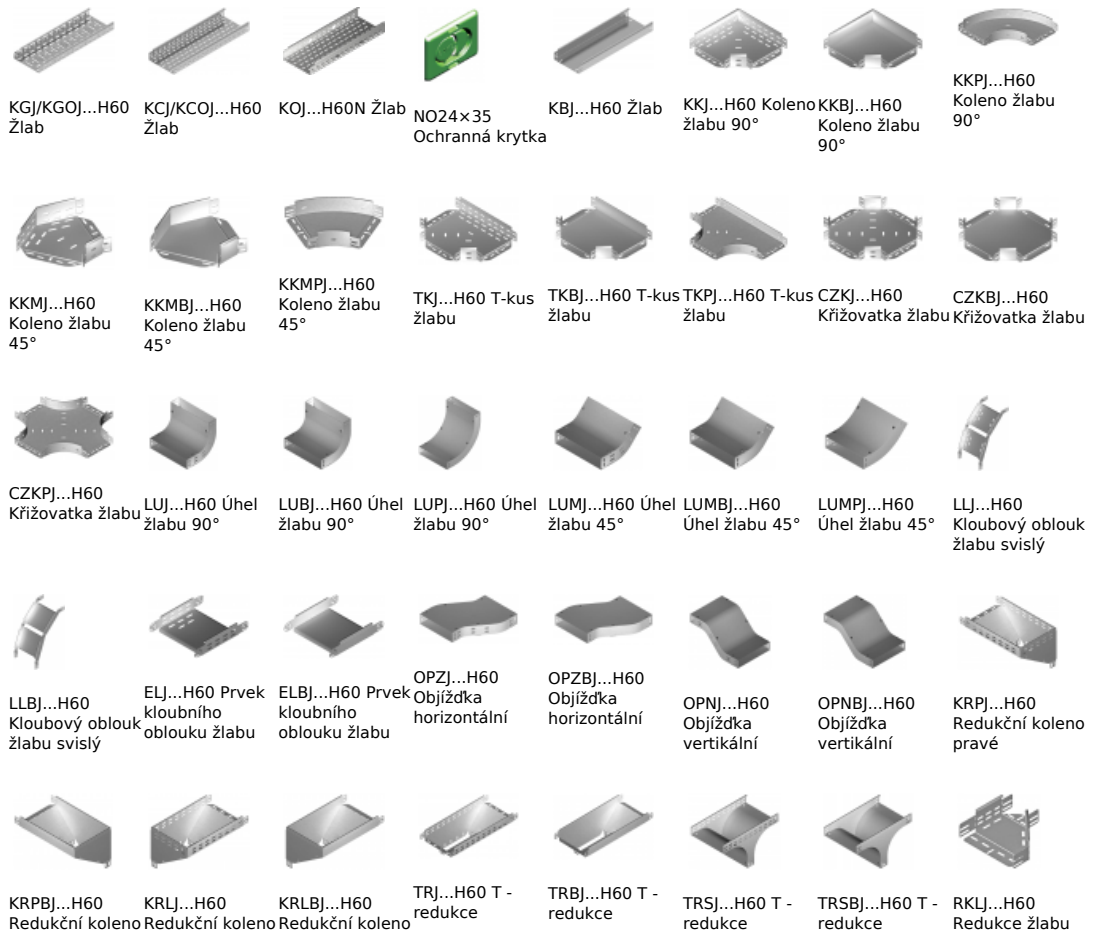 KGJ/KGOJ...H60
Žlab
KCJ/KCOJ...H60
Žlab
KOJ...H60N Žlab
NO24×35
Ochranná krytka
KBJ...H60 Žlab
KKJ...H60 Koleno
žlabu 90°
KKBJ...H60
Koleno žlabu
90°
KKPJ...H60
Koleno žlabu
90°
KKMJ...H60
Koleno žlabu
45°
KKMBJ...H60
Koleno žlabu
45°
KKMPJ...H60
Koleno žlabu
45°
TKJ...H60 T-kus
žlabu
TKBJ...H60 T-kus
žlabu
TKPJ...H60 T-kus
žlabu
CZKJ...H60
Křižovatka žlabu
CZKBJ...H60
Křižovatka žlabu
CZKPJ...H60
Křižovatka žlabu
LUJ...H60 Úhel
žlabu 90°
LUBJ...H60 Úhel
žlabu 90°
LUPJ...H60 Úhel
žlabu 90°
LUMJ...H60 Úhel
žlabu 45°
LUMBJ...H60
Úhel žlabu 45°
LUMPJ...H60
Úhel žlabu 45°
LLJ...H60
Kloubový oblouk
žlabu svislý
LLBJ...H60
Kloubový oblouk
žlabu svislý
ELJ...H60 Prvek
kloubního
oblouku žlabu
ELBJ...H60 Prvek
kloubního
oblouku žlabu
OPZJ...H60
Objížďka
horizontální
OPZBJ...H60
Objížďka
horizontální
OPNJ...H60
Objížďka
vertikální
OPNBJ...H60
Objížďka
vertikální
KRPJ...H60
Redukční koleno
pravé
KRPBJ...H60
Redukční koleno
KRLJ...H60
Redukční koleno
KRLBJ...H60
Redukční koleno
TRJ...H60 T -
redukce
TRBJ...H60 T -
redukce
TRSJ...H60 T -
redukce
TRSBJ...H60 T -
redukce
RKLJ...H60
Redukce žlabu